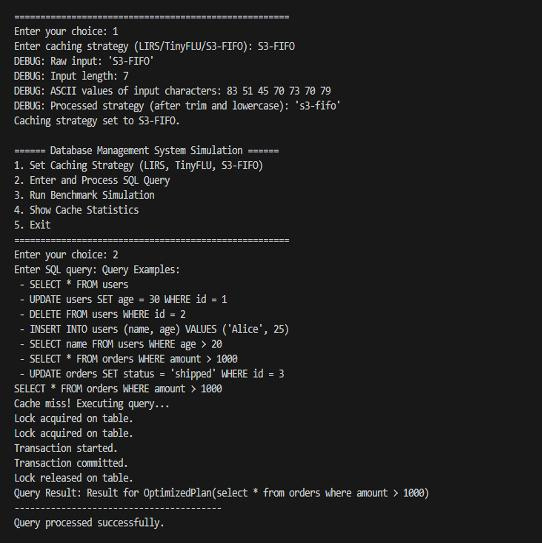 =====================================================
Enter your choice: 1
Enter caching strategy (LIRS/TinyFLU/S3-FIFO): S3-FIFO
DEBUG: Raw input: 'S3-FIFO'
DEBUG: Input length: 7
DEBUG: ASCII values of input characters: 83 51 45 70 73 70 79
DEBUG: Processed strategy (after trim and lowercase): 's3-fifo'
Caching strategy set to S3-FIFO.

====== Database Management System Simulation ======
1. Set Caching Strategy (LIRS, TinyFLU, S3-FIFO)
2. Enter and Process SQL Query
3. Run Benchmark Simulation
4. Show Cache Statistics
5. Exit
=====================================================
Enter your choice: 2
Enter SQL query: Query Examples:
 - SELECT * FROM users
 - UPDATE users SET age = 30 WHERE id = 1
 - DELETE FROM users WHERE id = 2
 - INSERT INTO users (name, age) VALUES ('Alice', 25)
 - SELECT name FROM users WHERE age > 20
 - SELECT * FROM orders WHERE amount > 1000
 - UPDATE orders SET status = 'shipped' WHERE id = 3
SELECT * FROM orders WHERE amount > 1000
Cache miss! Executing query...
Lock acquired on table.
Lock acquired on table.
Transaction started.
Transaction committed.
Lock released on table.
Query Result: Result for OptimizedPlan(select * from orders where amount > 1000)
----------------------------------------
Query processed successfully.